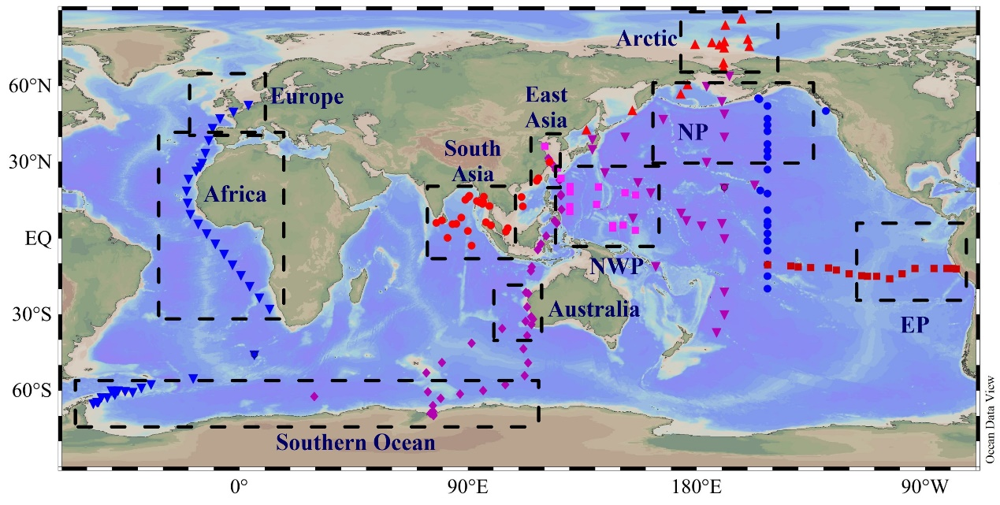 Arctic
60°N
Europe
East
Asia
NP
South
Asia
30°N
Africa
EQ
NWP
Australia
30°S
EP
60°S
Southern Ocean
Ocean Data View
0°
90°E
180°E
90°W